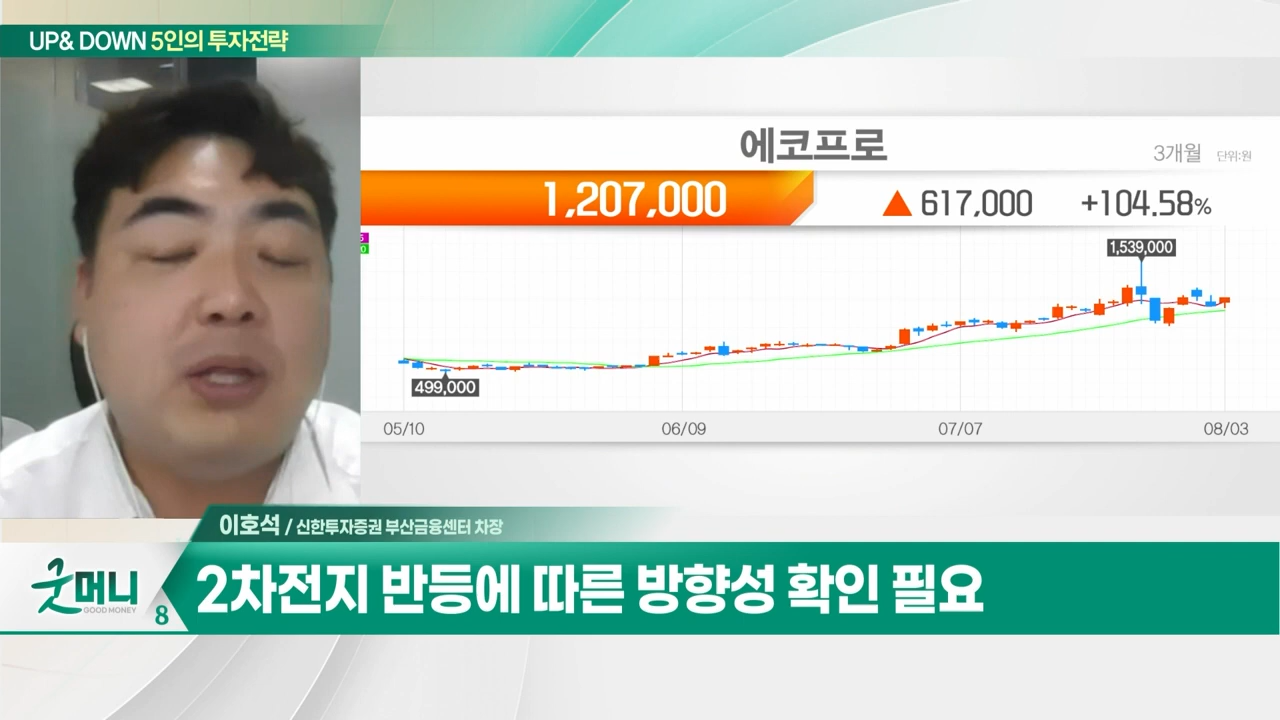 UP& DOWN 5인의 투자전략
에코프로
3개월 단위:원
1,207,000
▲ 617,000 +104.58%
1,539,000
499,000
05/10 06/09 07/07 08/03
이호석 / 신한투자증권 부산금융센터 차장
굿머니
GOOD MONEY
8
2차전지 반등에 따른 방향성 확인 필요